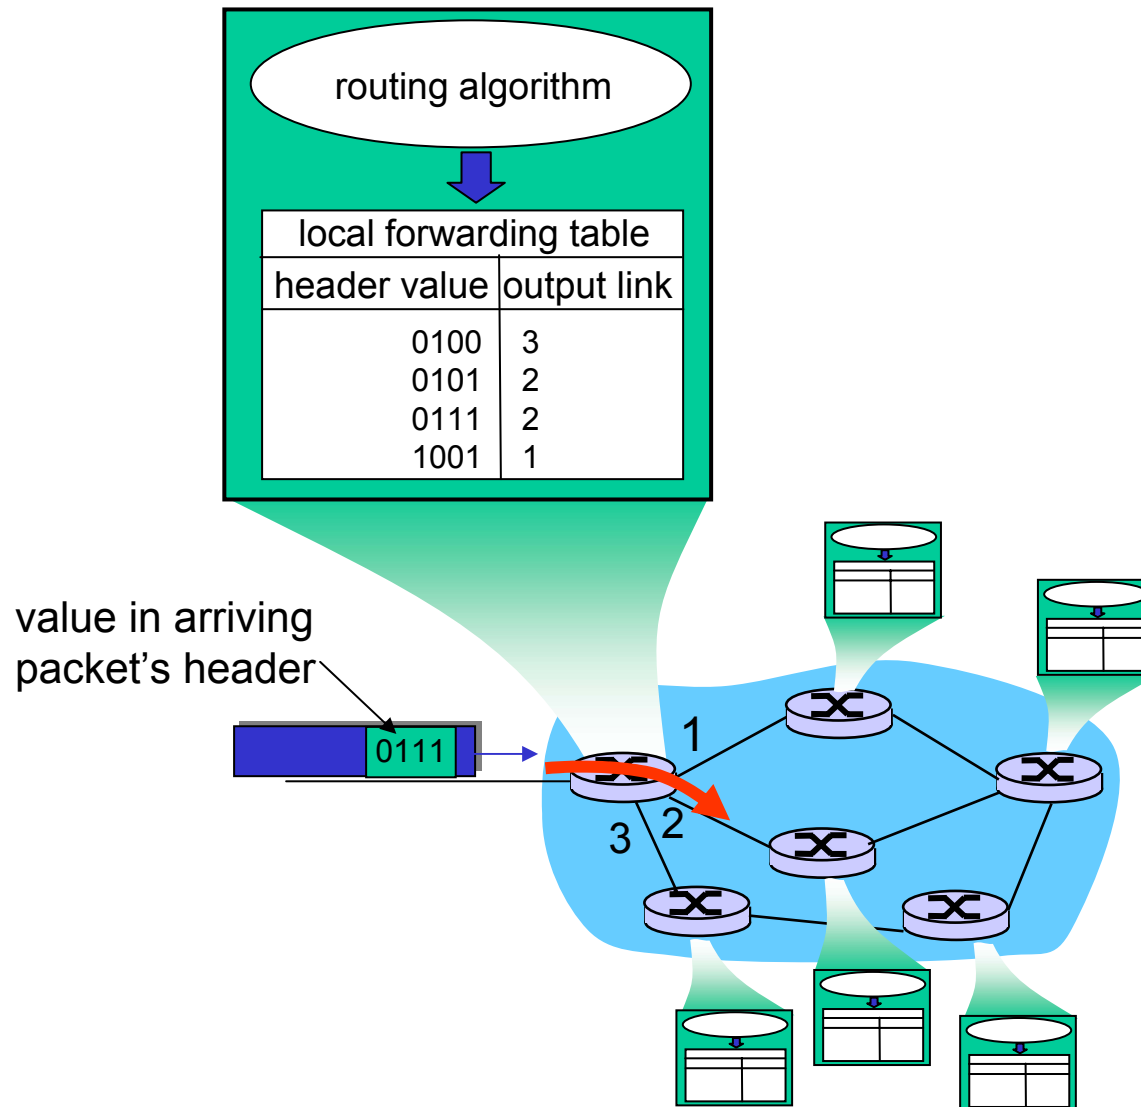 routing algorithm
local forwarding table
header value output link
0100 3
0101 2
0111 2
1001 1
value in arriving
packet’s header
0111
1
2
3